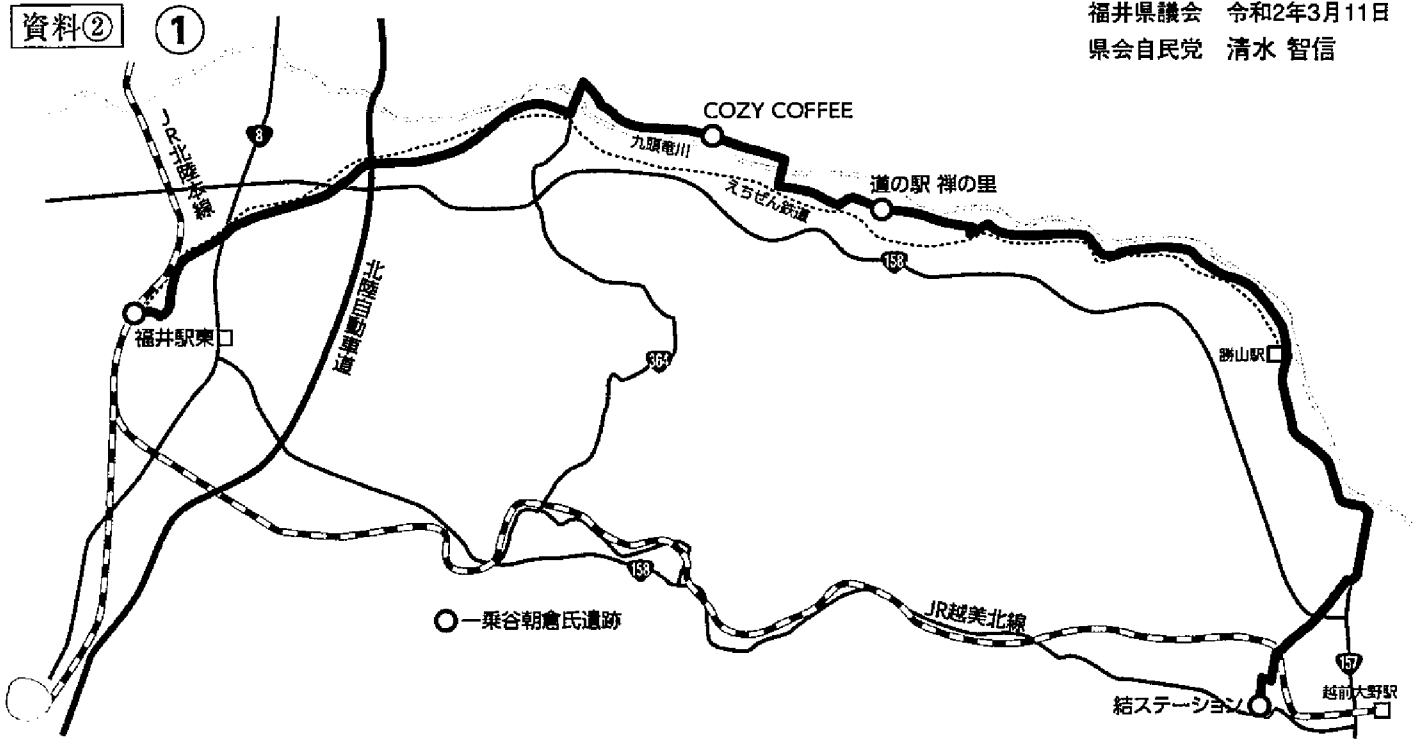 資料②
①
福井県議会 令和2年3月11日
県会自民党 清水 智信
JR北陸本線
8
COZY COFFEE
九頭竜川
道の駅 禅の里
えちぜん鉄道
158
福井駅東
北陸自動車道
364
勝山駅
158
一乗谷朝倉氏遺跡
JR越美北線
157
越前大野駅
結ステーション